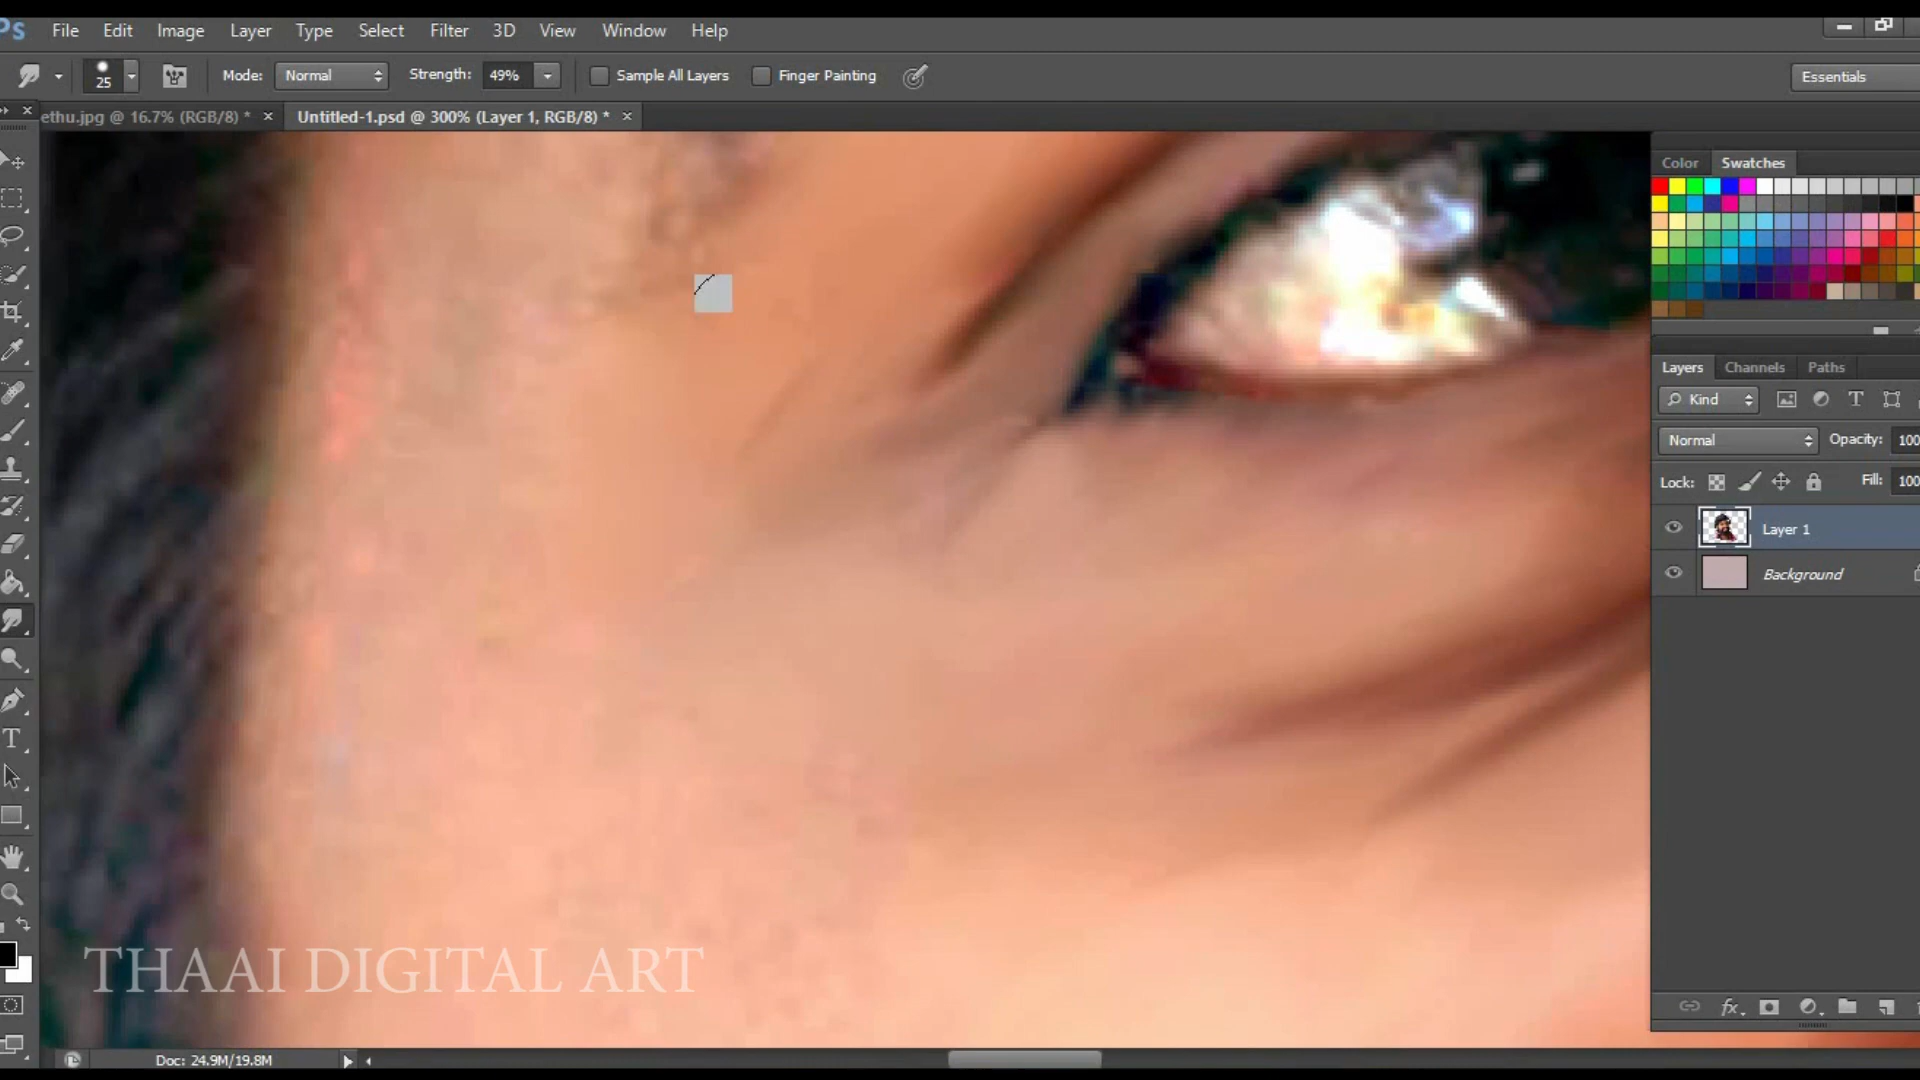 Ps File Edit Image Layer Type Select Filter 3D View Window Help
25 Mode: Normal Strength: 49% Sample All Layers Finger Painting Essentials
ethu.jpg @ 16.7% (RGB/8) * × Untitled-1.psd @ 300% (Layer 1, RGB/8) * ×
Color Swatches
Layers Channels Paths
Kind
Normal Opacity: 100
Lock: Fill: 100
Layer 1
Background
THAAI DIGITAL ART
Doc: 24.9M/19.8M